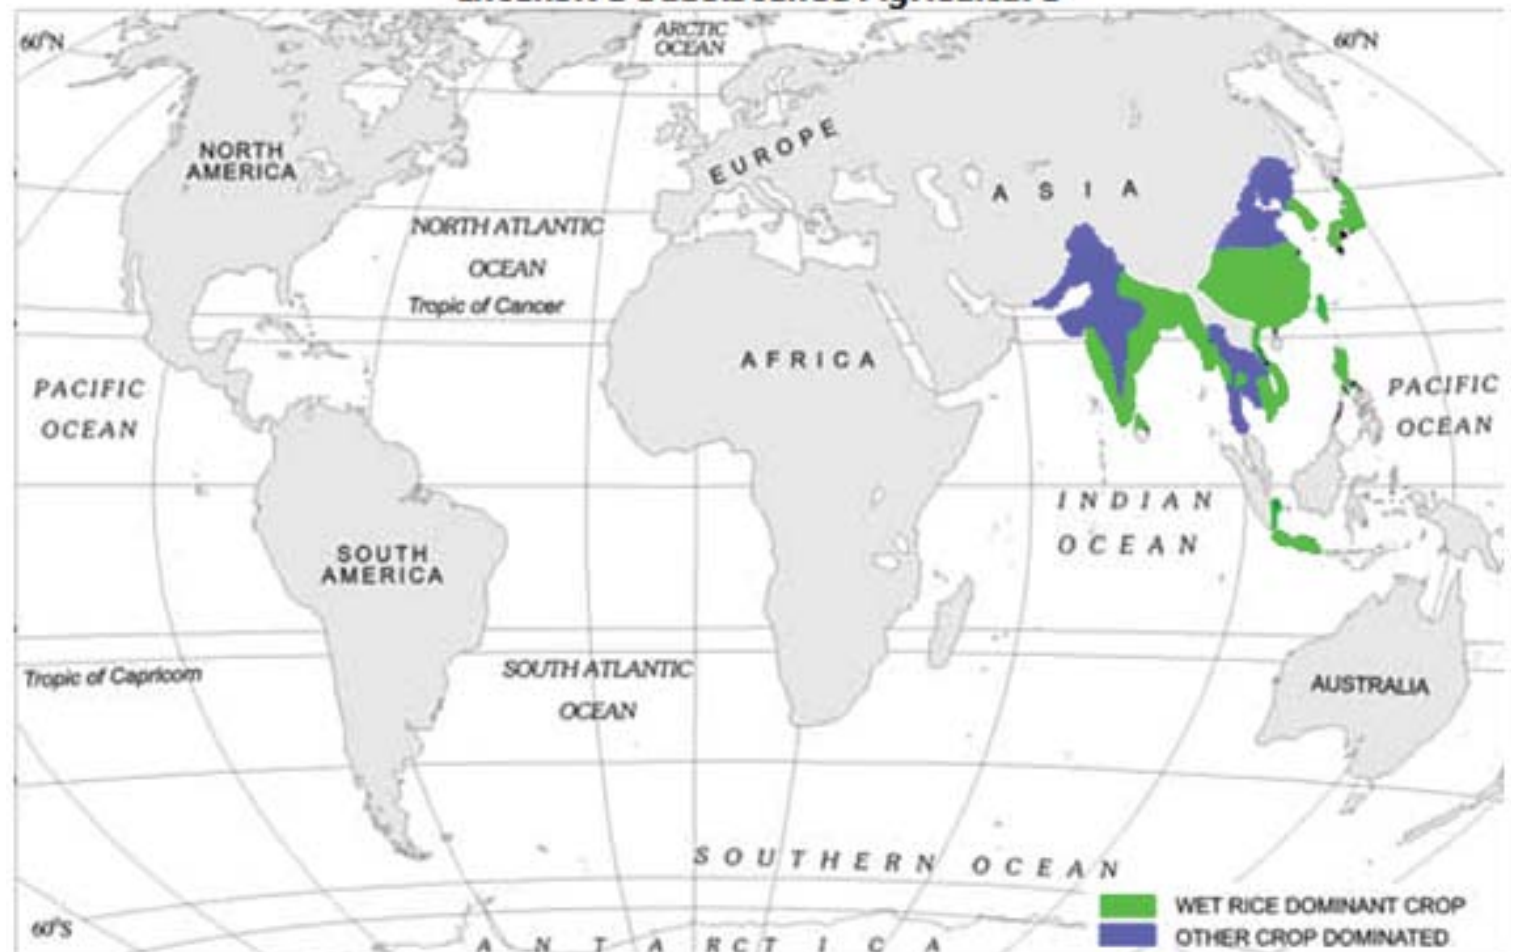 ARCTIC
OCEAN
60°N
60°N
NORTH
AMERICA
EUROPE
ASIA
NORTH ATLANTIC
OCEAN
Tropic of Cancer
AFRICA
PACIFIC
OCEAN
PACIFIC
OCEAN
INDIAN
OCEAN
SOUTH
AMERICA
Tropic of Capricorn
SOUTH ATLANTIC
OCEAN
AUSTRALIA
SOUTHERN OCEAN
WET RICE DOMINANT CROP
60°S
ANTARCTICA
OTHER CROP DOMINATED